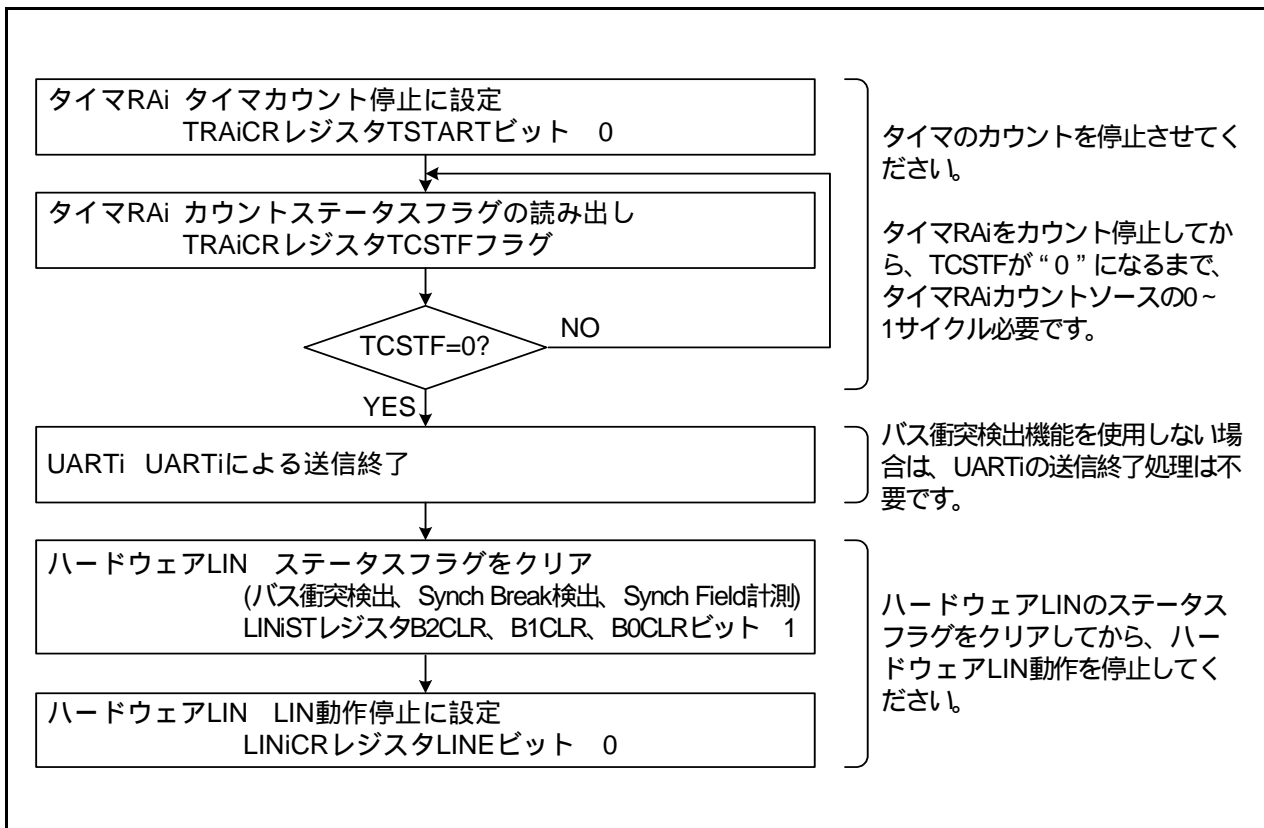 タイマRAi タイマカウント停止に設定
TRAiCRレジスタTSTARTビット 0
タイマRAi カウントステータスフラグの読み出し
TRAiCRレジスタTCSTFフラグ
TCSTF=0?
NO
YES
UARTi UARTiによる送信終了
ハードウェアLIN ステータスフラグをクリア
(バス衝突検出、Synch Break検出、Synch Field計測)
LINiSTレジスタB2CLR、B1CLR、B0CLRビット 1
ハードウェアLIN LIN動作停止に設定
LINiCRレジスタLINEビット 0
タイマのカウントを停止させてく
ださい。
タイマRAiをカウント停止してか
ら、TCSTFが“0”になるまで、
タイマRAiカウントソースの0~
1サイクル必要です。
バス衝突検出機能を使用しない場
合は、UARTiの送信終了処理は不
要です。
ハードウェアLINのステータス
フラグをクリアしてから、ハー
ドウェアLIN動作を停止してく
ださい。